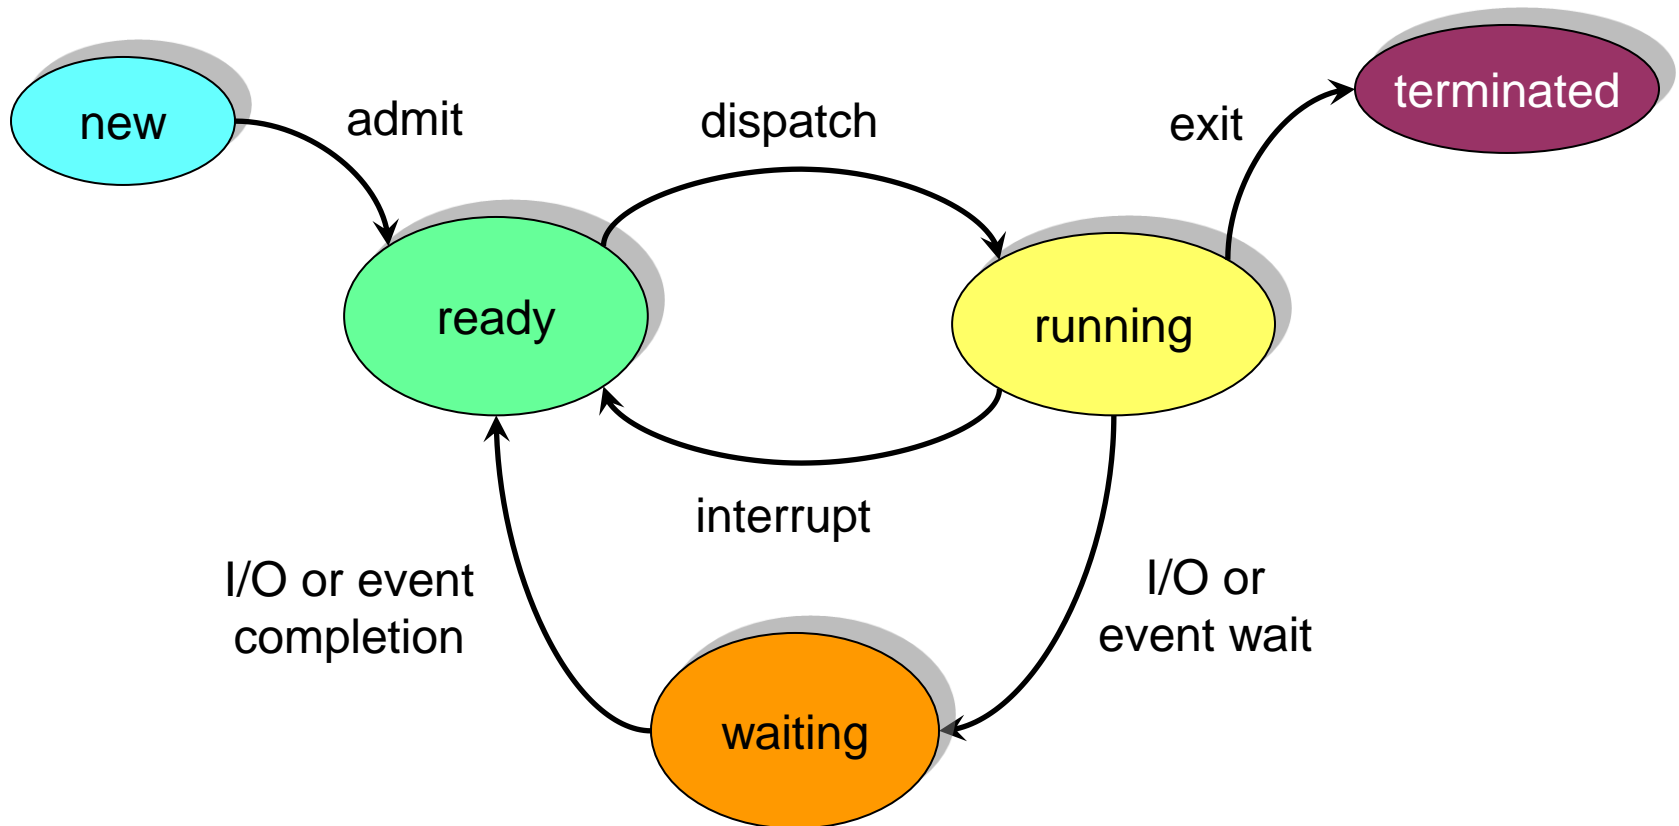 new
admit
dispatch
exit
terminated
ready
running
interrupt
I/O or event
completion
I/O or
event wait
waiting